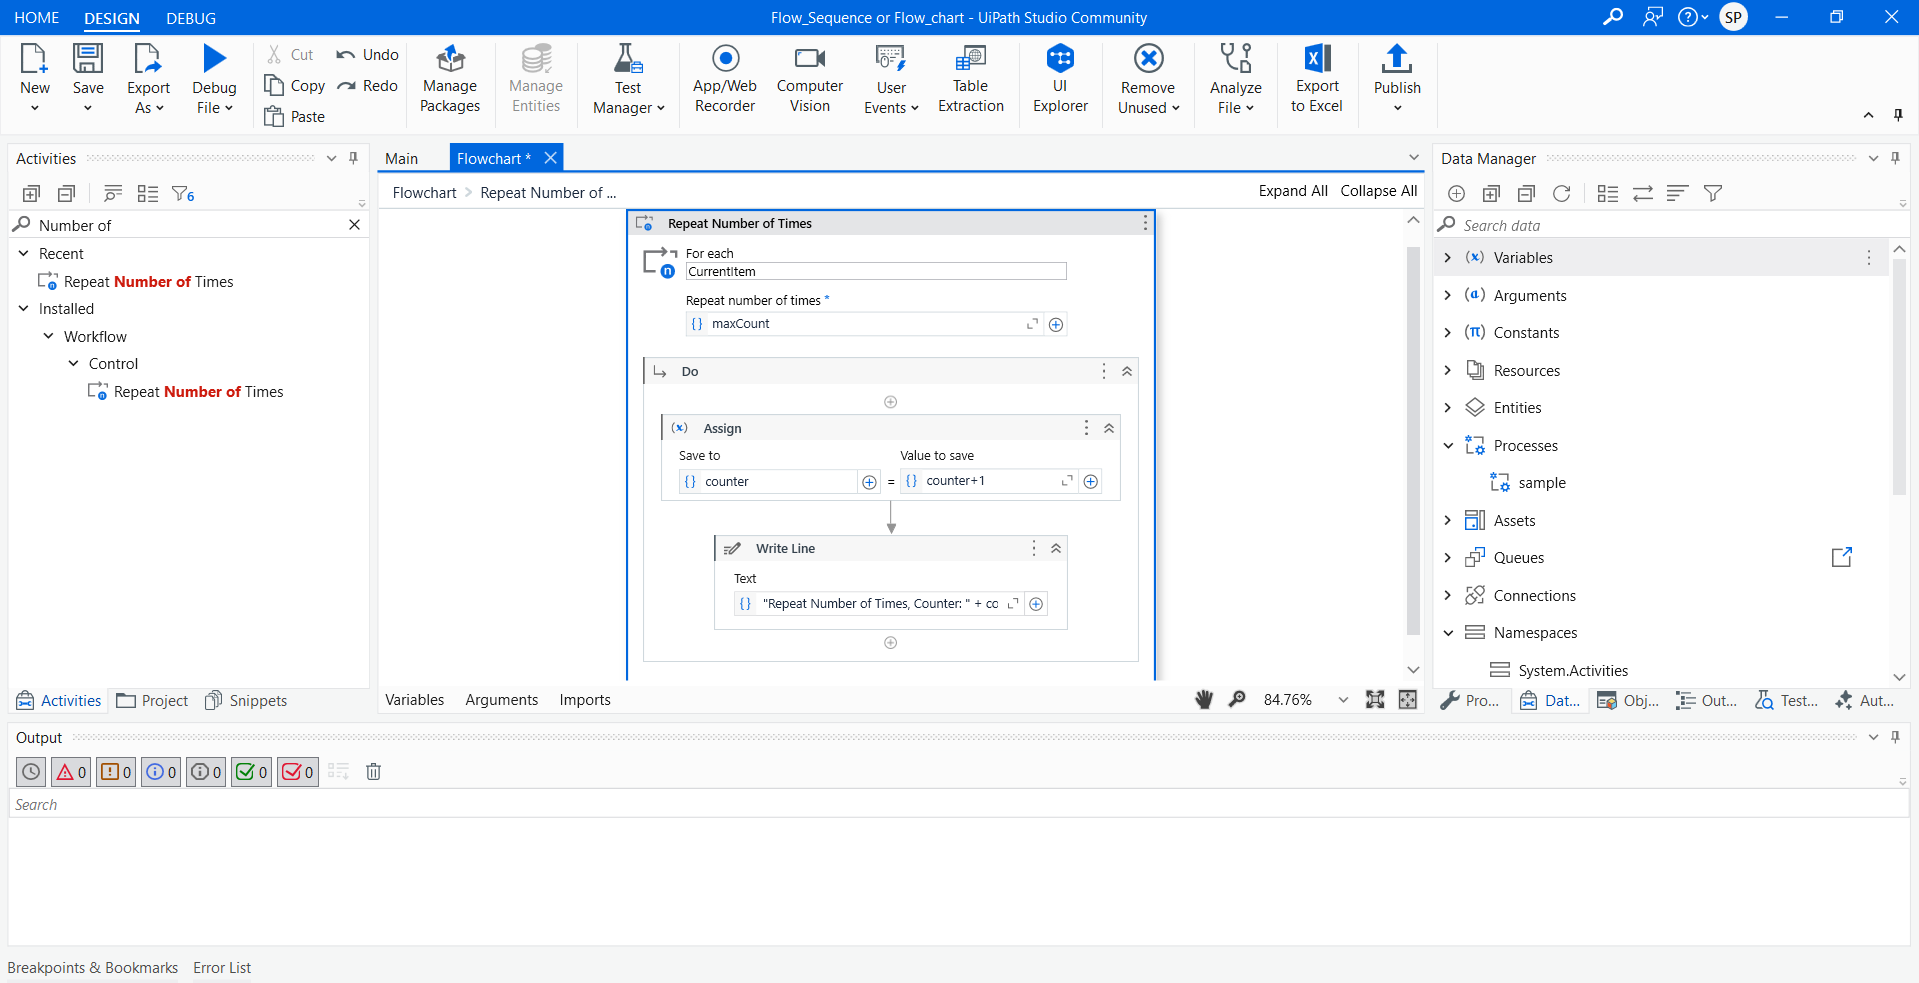 HOME DESIGN DEBUG
Flow_Sequence or Flow_chart - UiPath Studio Community
SP
New
Save
Export As
Debug File
Cut
Copy
Paste
Undo
Redo
Manage Packages
Manage Entities
Test Manager
App/Web Recorder
Computer Vision
User Events
Table Extraction
UI Explorer
Remove Unused
Analyze File
Export to Excel
Publish
Activities
6
Number of
Recent
Repeat Number of Times
Installed
Workflow
Control
Repeat Number of Times
Activities Project Snippets
Main Flowchart *
Flowchart > Repeat Number of ...
Expand All Collapse All
Repeat Number of Times
For each
CurrentItem
Repeat number of times *
{} maxCount
Do
(x) Assign
Save to Value to save
{} counter = {} counter+1
Write Line
Text
{} "Repeat Number of Times, Counter: " + co
Variables Arguments Imports
84.76%
Data Manager
Search data
(x) Variables
(a) Arguments
(π) Constants
Resources
Entities
Processes
sample
Assets
Queues
Connections
Namespaces
System.Activities
Pro... Dat... Obj... Out... Test... Aut...
Output
0 0 0 0 0 0
Search
Breakpoints & Bookmarks Error List